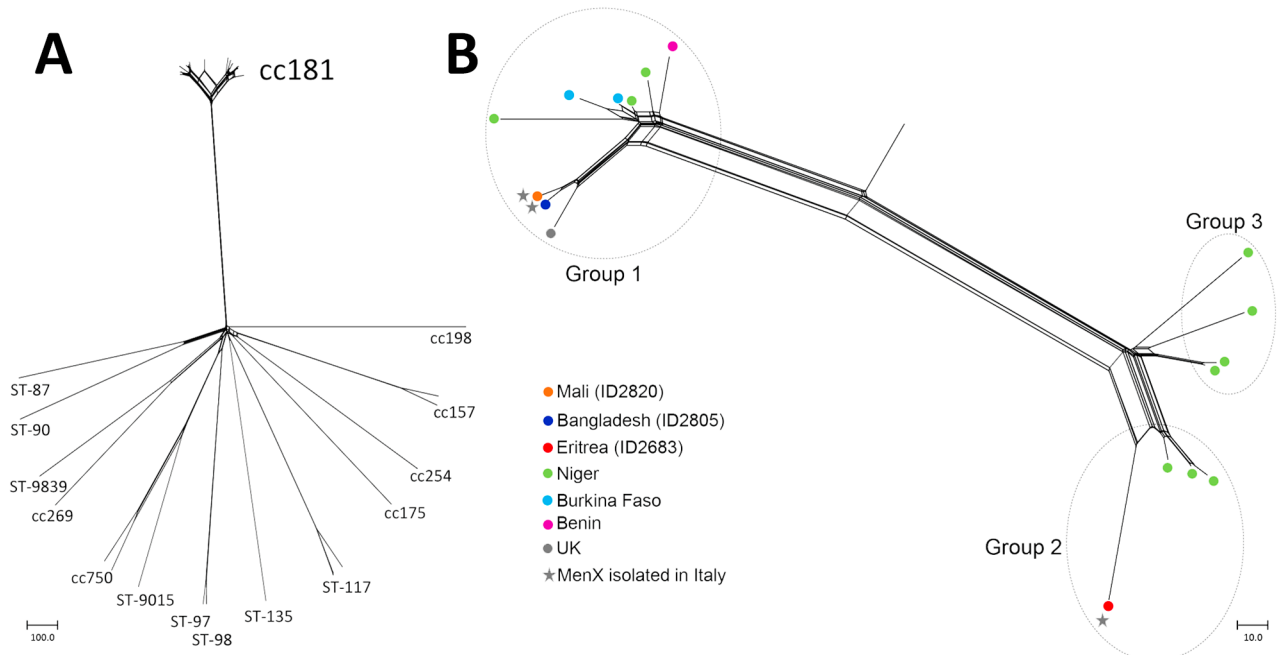 A
cc181
cc198
ST-87
cc157
ST-90
cc254
ST-9839
cc175
cc269
cc750
ST-117
ST-9015
ST-135
ST-97
ST-98
100.0
B
Group 1
Group 3
Mali (ID2820)
Bangladesh (ID2805)
Eritrea (ID2683)
Niger
Burkina Faso
Benin
UK
MenX isolated in Italy
Group 2
10.0